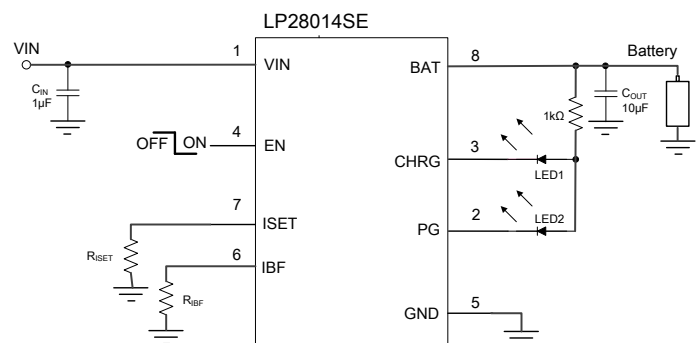 LP28014SE
VIN
1
VIN
8
BAT
Battery
CIN
1µF
1kΩ
COUT
10µF
OFF
ON
4
EN
3
CHRG
LED1
7
ISET
2
PG
LED2
RISET
6
IBF
RIBF
5
GND